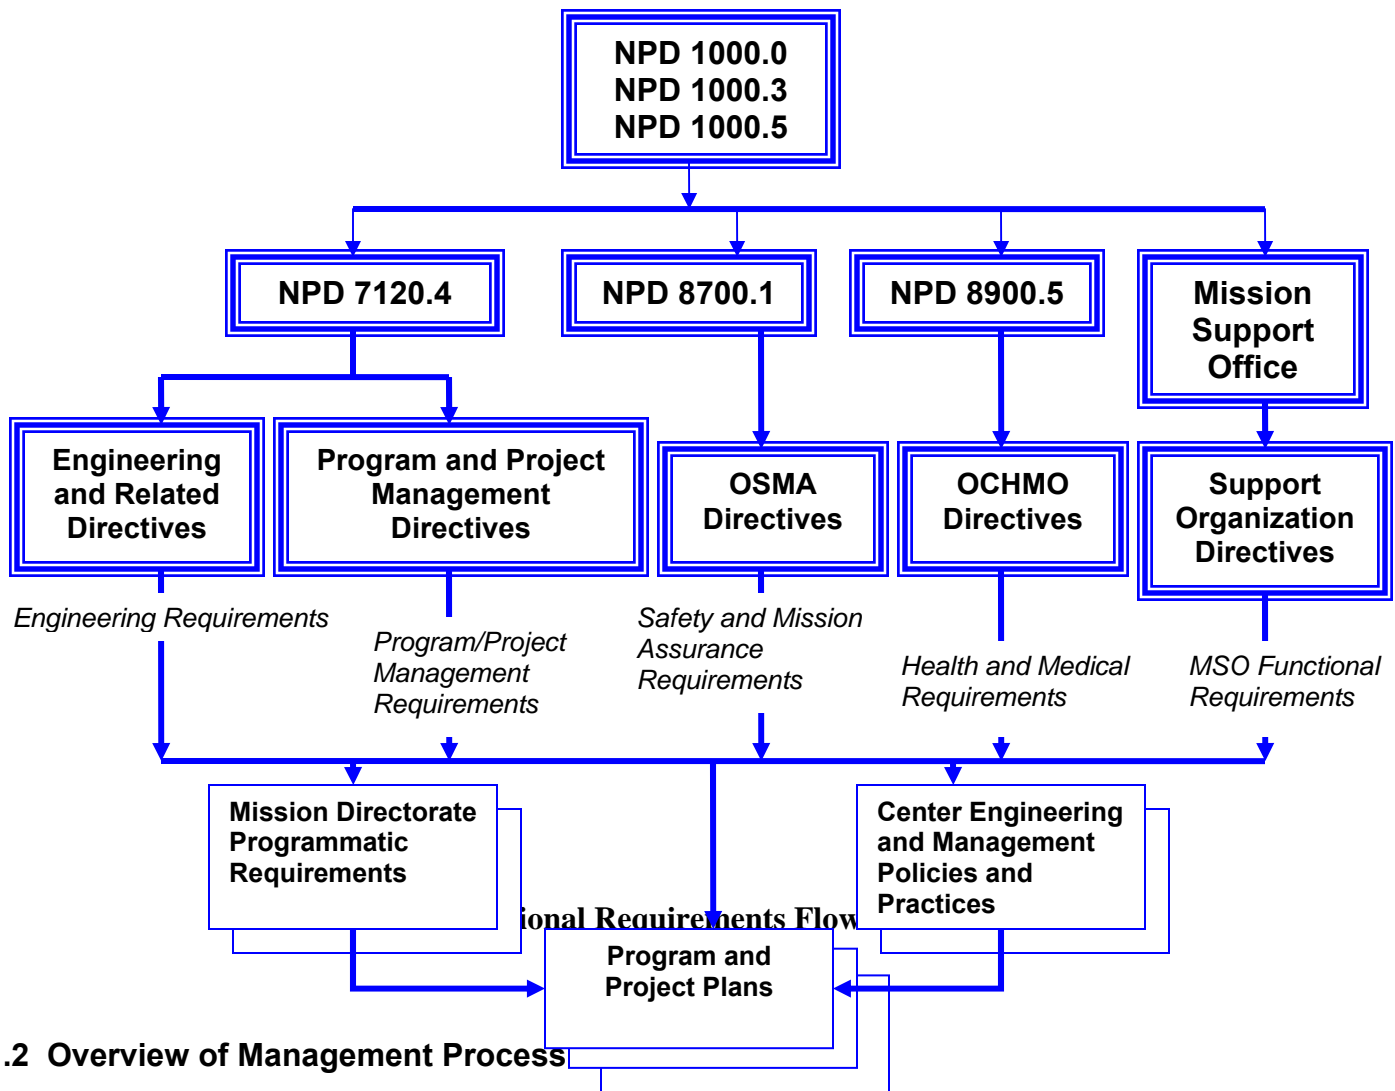 NPD 1000.0
NPD 1000.3
NPD 1000.5
NPD 7120.4
NPD 8700.1
NPD 8900.5
Mission
Support
Office
Engineering
and Related
Directives
Program and Project
Management
Directives
OSMA
Directives
OCHMO
Directives
Support
Organization
Directives
Engineering Requirements
Program/Project
Management
Requirements
Safety and Mission
Assurance
Requirements
Health and Medical
Requirements
MSO Functional
Requirements
Mission Directorate
Programmatic
Requirements
Center Engineering
and Management
Policies and
Practices
ional Requirements Flow
Program and
Project Plans
.2 Overview of Management Process